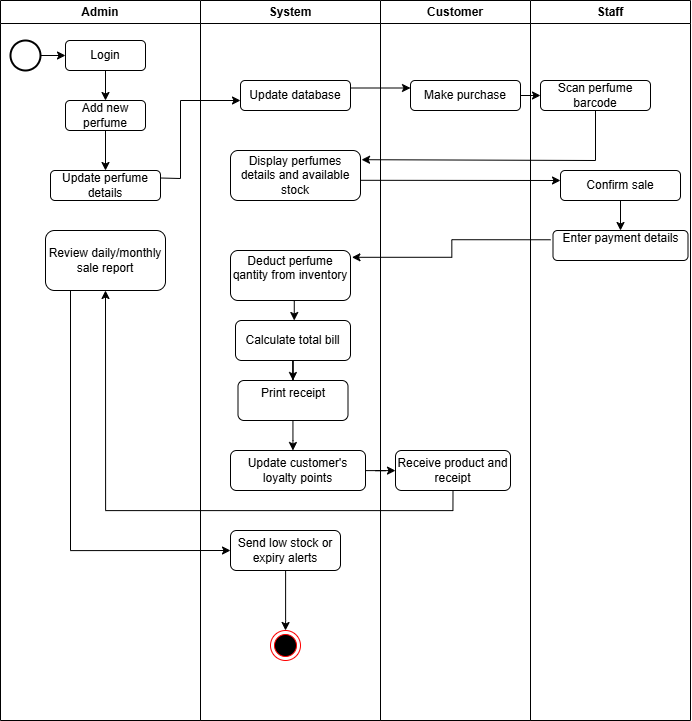 Admin
System
Customer
Staff
Login
Add new
perfume
Update perfume
details
Update database
Make purchase
Scan perfume
barcode
Display perfumes
details and available
stock
Confirm sale
Enter payment details
Review daily/monthly
sale report
Deduct perfume
qantity from inventory
Calculate total bill
Print receipt
Update customer's
loyalty points
Receive product and
receipt
Send low stock or
expiry alerts